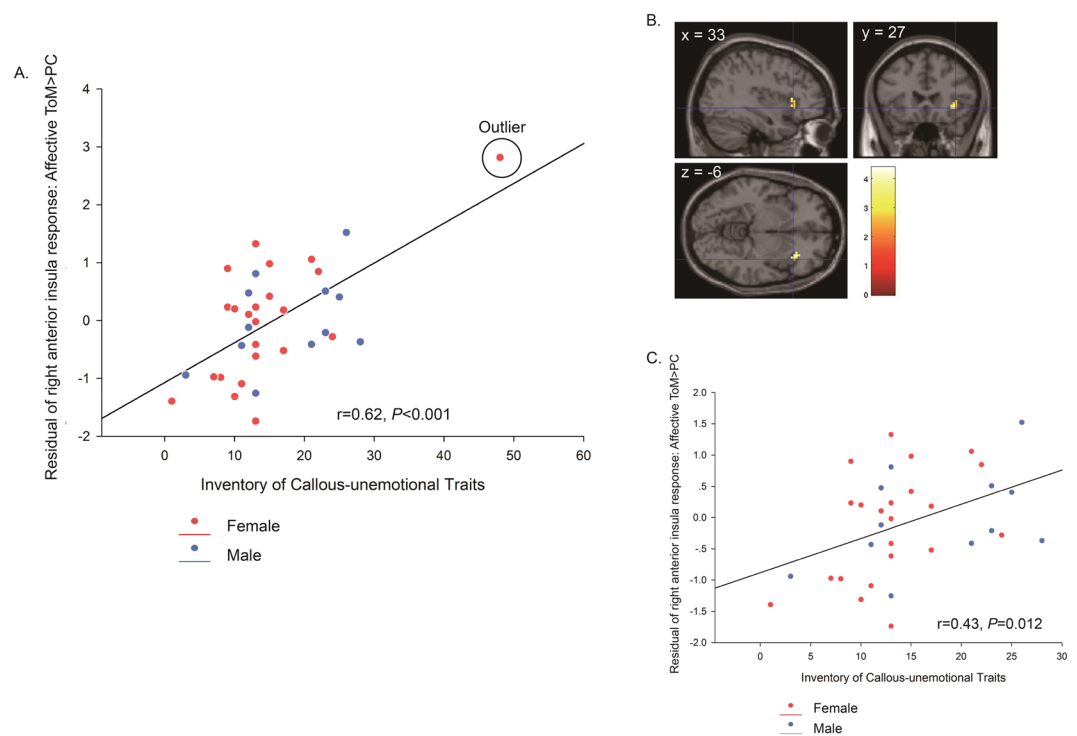 A.
Residual of right anterior insula response: Affective ToM>PC
4
3
2
1
0
-1
-2
Outlier
r=0.62, P<0.001
0 10 20 30 40 50 60
Inventory of Callous-unemotional Traits
Female
Male
B.
x = 33
y = 27
z = -6
4
3
2
1
0
C.
Residual of right anterior insula response: Affective ToM>PC
2.0
1.5
1.0
.5
0.0
-.5
-1.0
-1.5
-2.0
r=0.43, P=0.012
0 5 10 15 20 25 30
Inventory of Callous-unemotional Traits
Female
Male